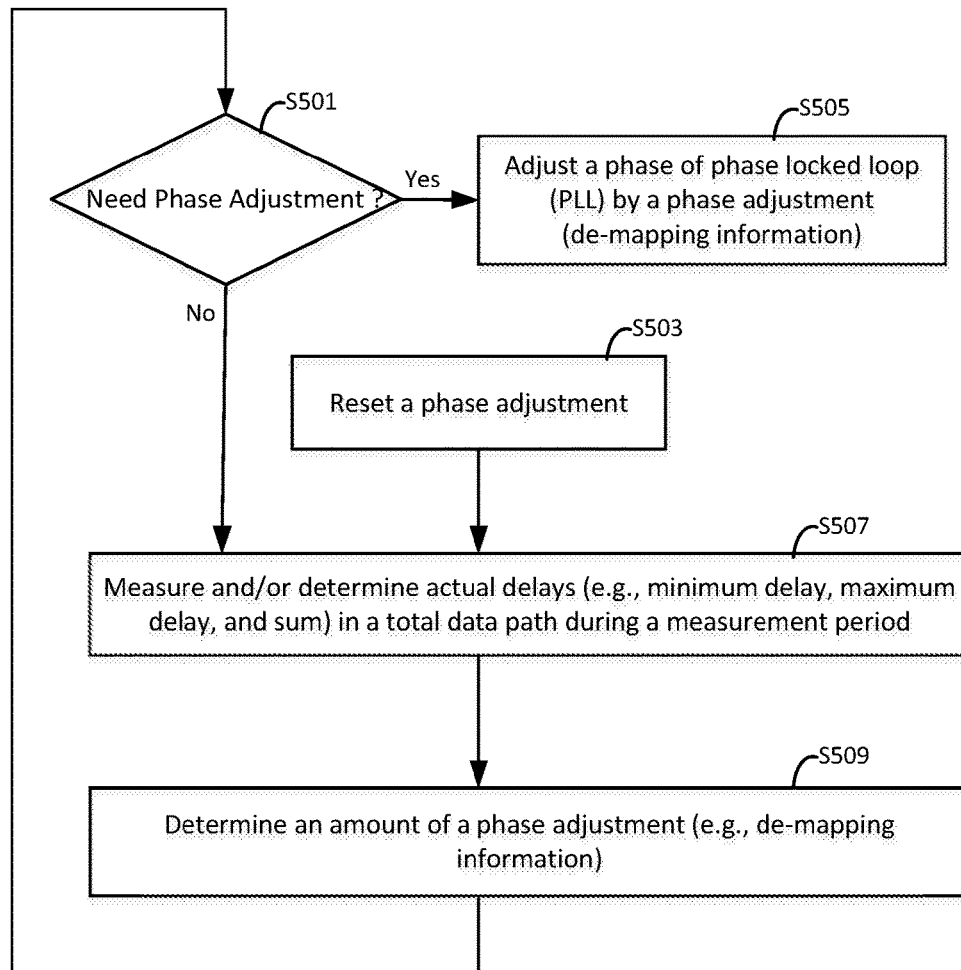 S501
Need Phase Adjustment ?
Yes
No
S505
Adjust a phase of phase locked loop
(PLL) by a phase adjustment
(de-mapping information)
S503
Reset a phase adjustment
S507
Measure and/or determine actual delays (e.g., minimum delay, maximum
delay, and sum) in a total data path during a measurement period
S509
Determine an amount of a phase adjustment (e.g., de-mapping
information)